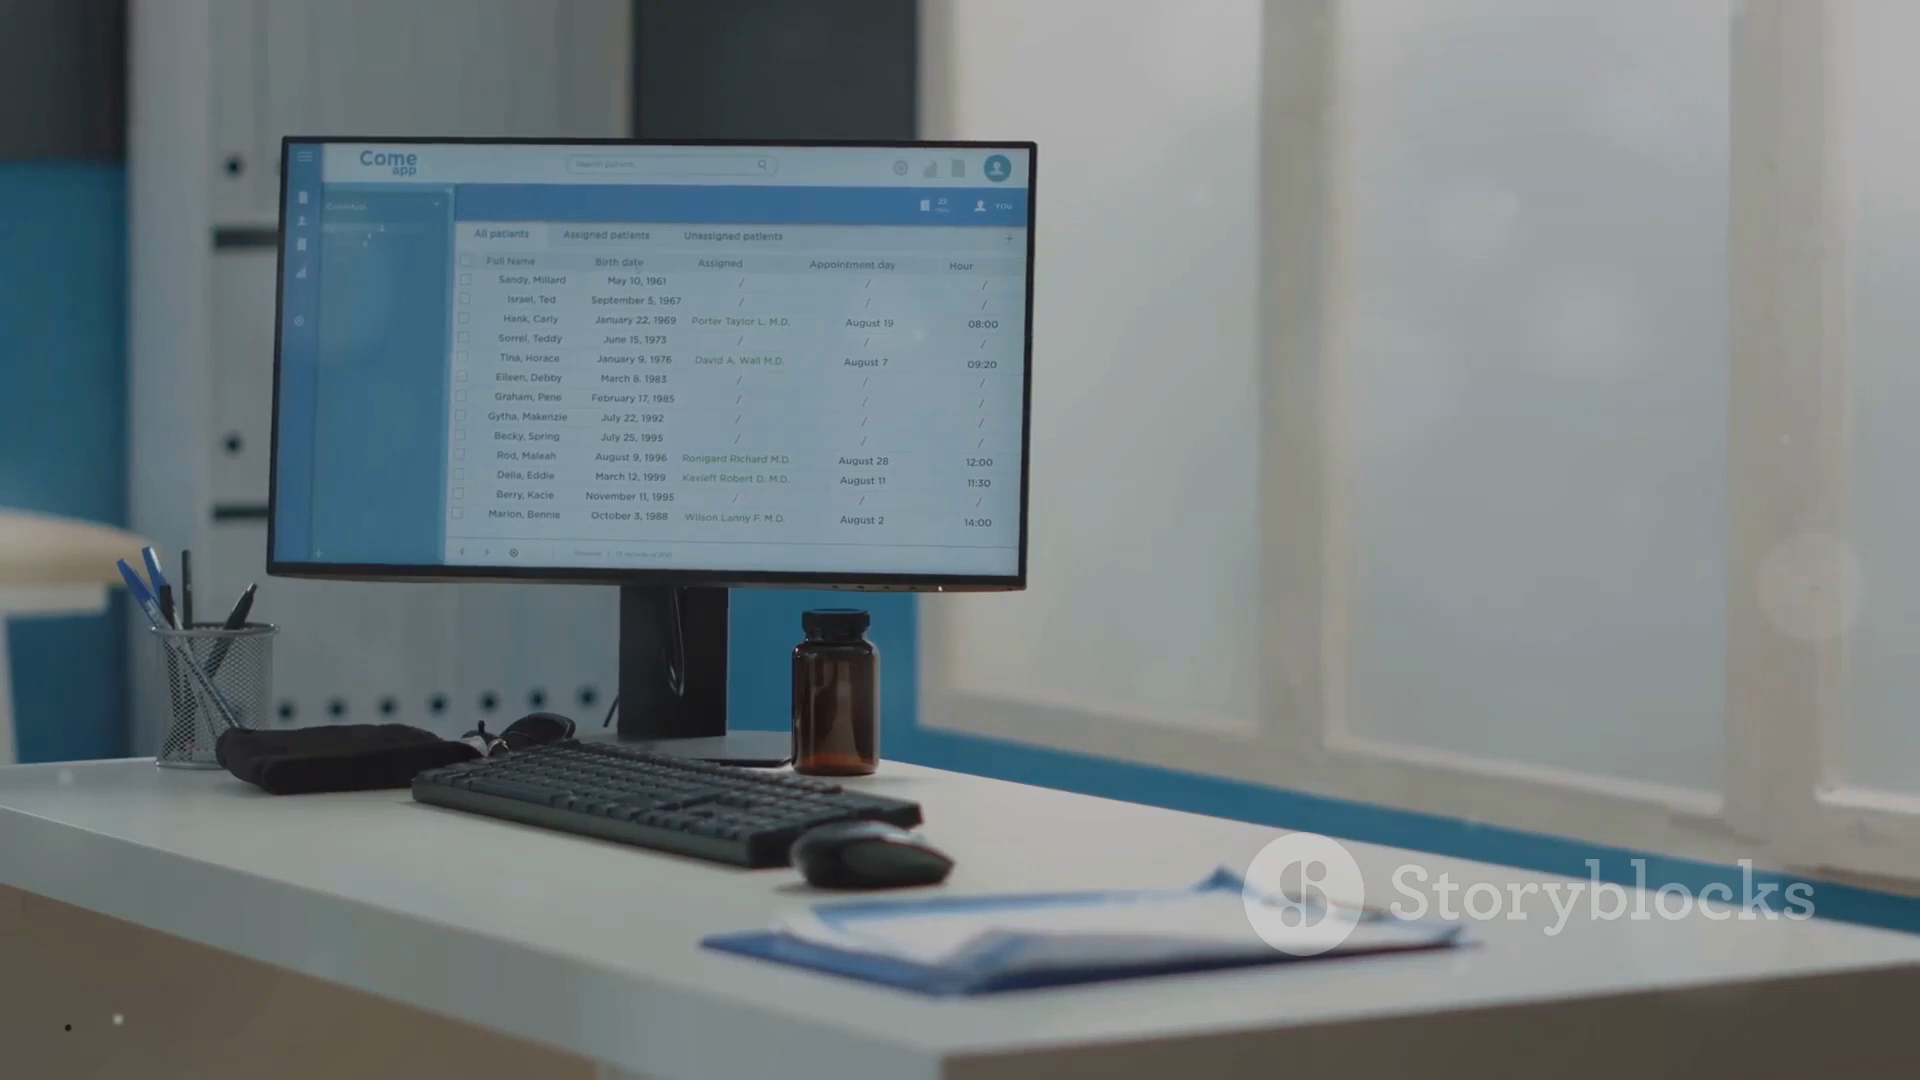 Come
app
Search patients
22
YOU
All patients Assigned patients Unassigned patients
Full Name Birth date Assigned Appointment day Hour
Sandy, Millard May 10, 1961 / / /
Israel, Ted September 5, 1967 / / /
Hank, Carly January 22, 1969 Porter Taylor L. M.D. August 19 08:00
Sorrel, Teddy June 15, 1973 / / /
Tina, Horace January 9, 1976 David A. Wall M.D. August 7 09:20
Eileen, Debby March 8, 1983 / / /
Graham, Pene February 17, 1985 / / /
Gytha, Makenzie July 22, 1992 / / /
Becky, Spring July 25, 1995 / / /
Rod, Maleah August 9, 1996 Ronigard Richard M.D. August 28 12:00
Delia, Eddie March 12, 1999 Kavieff Robert D. M.D. August 11 11:30
Berry, Kacie November 11, 1995 / / /
Marion, Bennie October 3, 1988 Wilson Lanny F. M.D. August 2 14:00
Storyblocks